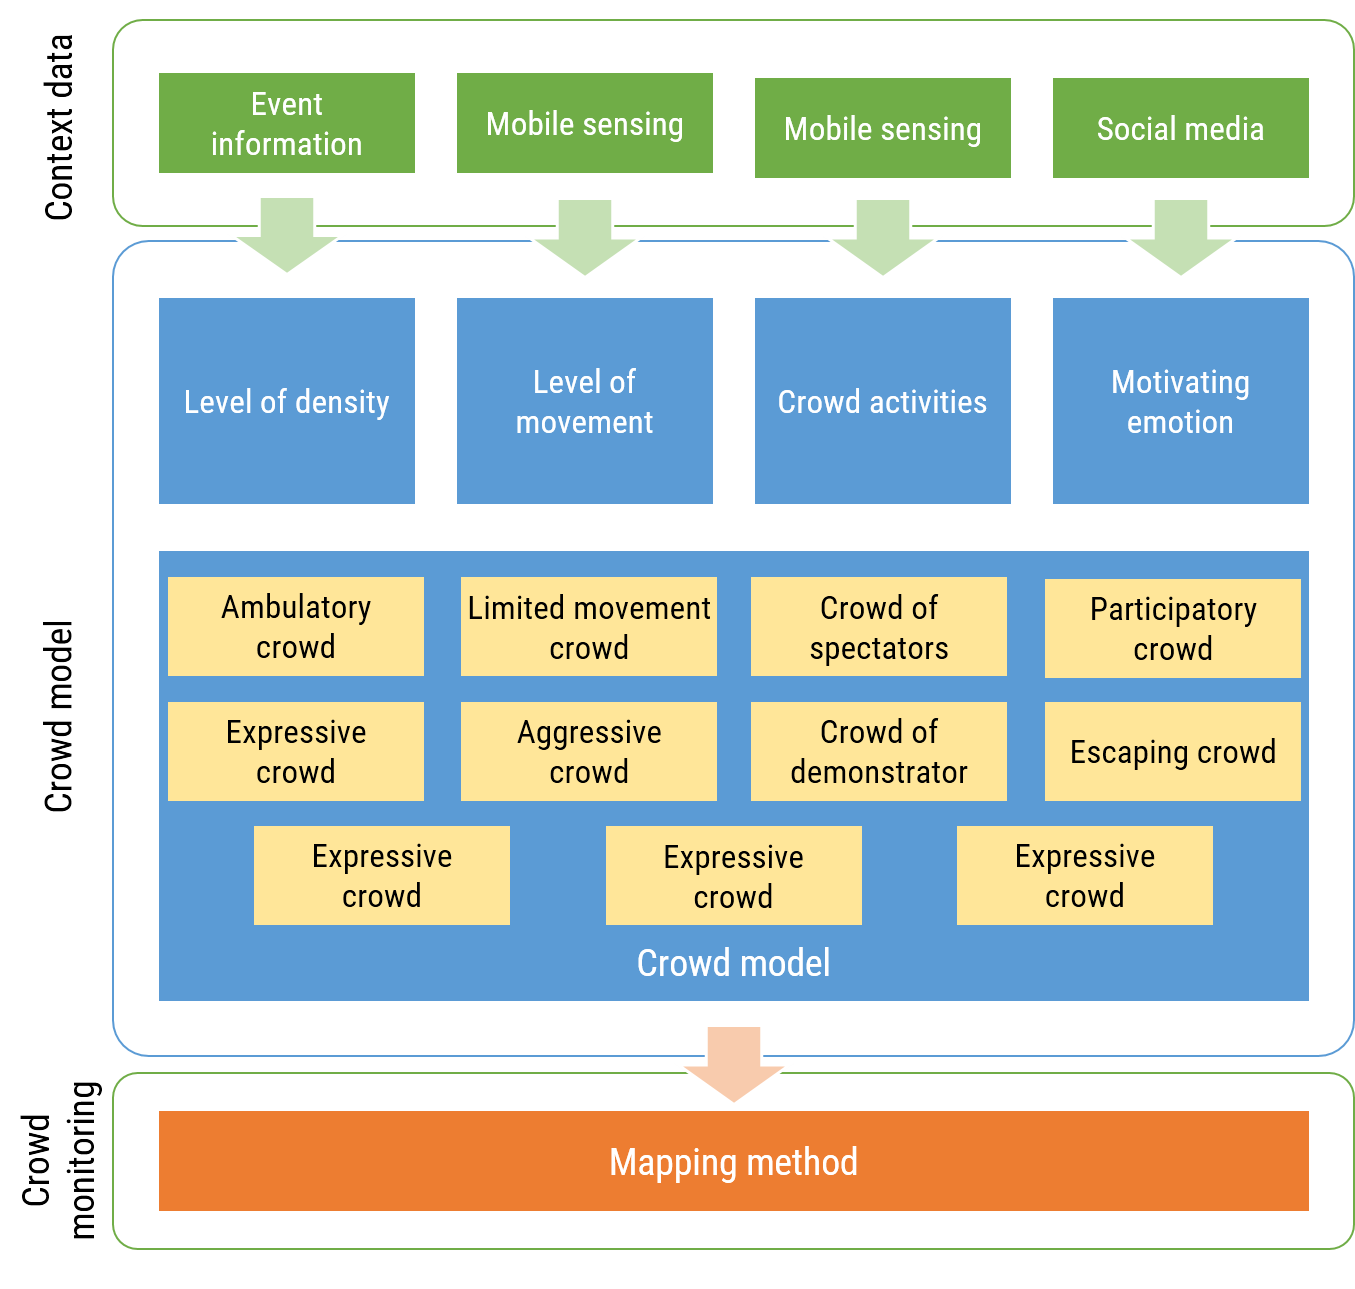 Context data
Event
information
Mobile sensing
Mobile sensing
Social media
Crowd model
Level of density
Level of
movement
Crowd activities
Motivating
emotion
Ambulatory
crowd
Limited movement
crowd
Crowd of
spectators
Participatory
crowd
Expressive
crowd
Aggressive
crowd
Crowd of
demonstrator
Escaping crowd
Expressive
crowd
Expressive
crowd
Expressive
crowd
Crowd model
Crowd
monitoring
Mapping method